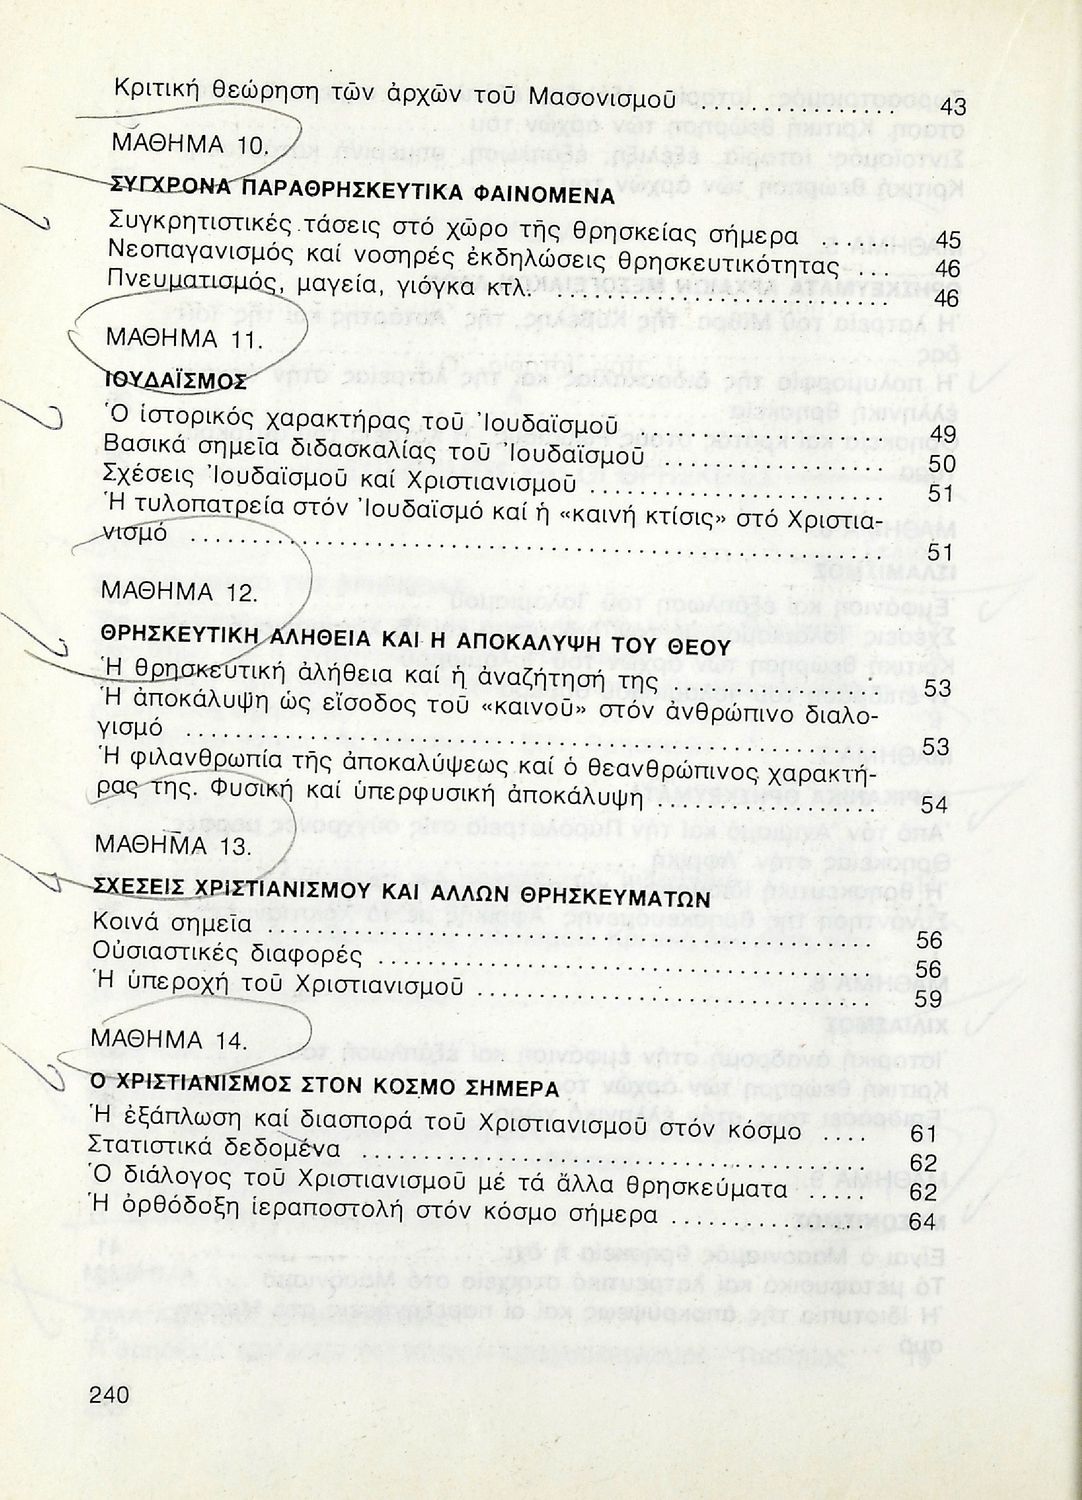 Κριτική θεώρηση τῶν ἀρχῶν τοῦ Μασονισμοῦ ................ 43
ΜΑΘΗΜΑ 10.
ΣΥΓΧΡΟΝΑ ΠΑΡΑΘΡΗΣΚΕΥΤΙΚΑ ΦΑΙΝΟΜΕΝΑ
Συγκρητιστικές τάσεις στό χῶρο τῆς θρησκείας σήμερα ...... 45
Νεοπαγανισμός καί νοσηρές ἐκδηλώσεις θρησκευτικότητας ... 46
Πνευματισμός, μαγεία, γιόγκα κτλ. ............................ 46
ΜΑΘΗΜΑ 11.
ΙΟΥΔΑΪΣΜΟΣ
Ὁ ἱστορικός χαρακτήρας τοῦ Ἰουδαϊσμοῦ .................... 49
Βασικά σημεῖα διδασκαλίας τοῦ Ἰουδαϊσμοῦ .................. 50
Σχέσεις Ἰουδαϊσμοῦ καί Χριστιανισμοῦ ........................ 51
Ἡ τυλοπατρεία στόν Ἰουδαϊσμό καί ἡ «καινή κτίσις» στό Χριστια-
νισμό .......................................................... 51
ΜΑΘΗΜΑ 12.
ΘΡΗΣΚΕΥΤΙΚΗ ΑΛΗΘΕΙΑ ΚΑΙ Η ΑΠΟΚΑΛΥΨΗ ΤΟΥ ΘΕΟΥ
Ἡ θρησκευτική ἀλήθεια καί ἡ ἀναζήτησή της ................ 53
Ἡ ἀποκάλυψη ὡς εἴσοδος τοῦ «καινοῦ» στόν ἀνθρώπινο διαλο-
γισμό .......................................................... 53
Ἡ φιλανθρωπία τῆς ἀποκαλύψεως καί ὁ θεανθρώπινος χαρακτή-
ρας της. Φυσική καί ὑπερφυσική ἀποκάλυψη .................. 54
ΜΑΘΗΜΑ 13.
ΣΧΕΣΕΙΣ ΧΡΙΣΤΙΑΝΙΣΜΟΥ ΚΑΙ ΑΛΛΩΝ ΘΡΗΣΚΕΥΜΑΤΩΝ
Κοινά σημεῖα .................................................. 56
Οὐσιαστικές διαφορές ........................................ 56
Ἡ ὑπεροχή τοῦ Χριστιανισμοῦ ................................ 59
ΜΑΘΗΜΑ 14.
Ο ΧΡΙΣΤΙΑΝΙΣΜΟΣ ΣΤΟΝ ΚΟΣΜΟ ΣΗΜΕΡΑ
Ἡ ἐξάπλωση καί διασπορά τοῦ Χριστιανισμοῦ στόν κόσμο .... 61
Στατιστικά δεδομένα .......................................... 62
Ὁ διάλογος τοῦ Χριστιανισμοῦ μέ τά ἄλλα θρησκεύματα ..... 62
Ἡ ὀρθόδοξη ἱεραποστολή στόν κόσμο σήμερα ................ 64
240